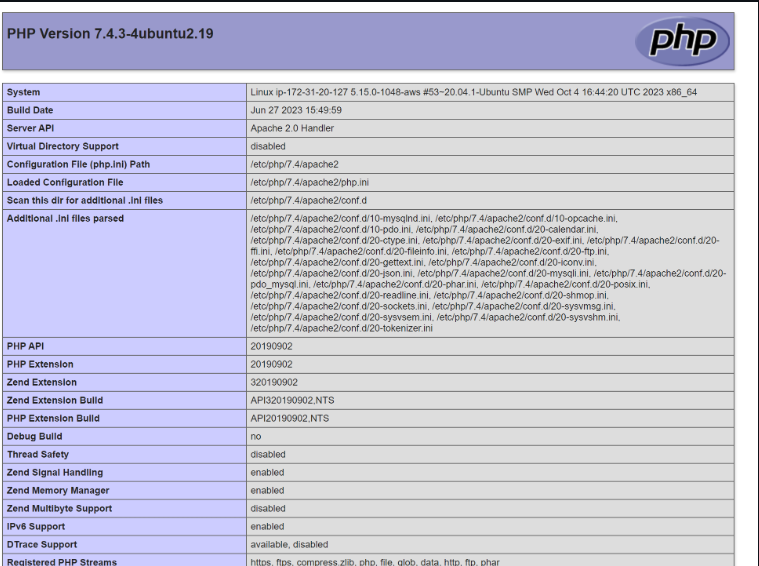 PHP Version 7.4.3-4ubuntu2.19
php
System Linux ip-172-31-20-127 5.15.0-1048-aws #53~20.04.1-Ubuntu SMP Wed Oct 4 16:44:20 UTC 2023 x86_64
Build Date Jun 27 2023 15:49:59
Server API Apache 2.0 Handler
Virtual Directory Support disabled
Configuration File (php.ini) Path /etc/php/7.4/apache2
Loaded Configuration File /etc/php/7.4/apache2/php.ini
Scan this dir for additional .ini files /etc/php/7.4/apache2/conf.d
Additional .ini files parsed /etc/php/7.4/apache2/conf.d/10-mysqlnd.ini, /etc/php/7.4/apache2/conf.d/10-opcache.ini,
/etc/php/7.4/apache2/conf.d/10-pdo.ini, /etc/php/7.4/apache2/conf.d/20-calendar.ini,
/etc/php/7.4/apache2/conf.d/20-ctype.ini, /etc/php/7.4/apache2/conf.d/20-exif.ini, /etc/php/7.4/apache2/conf.d/20-
ffi.ini, /etc/php/7.4/apache2/conf.d/20-fileinfo.ini, /etc/php/7.4/apache2/conf.d/20-ftp.ini,
/etc/php/7.4/apache2/conf.d/20-gettext.ini, /etc/php/7.4/apache2/conf.d/20-iconv.ini,
/etc/php/7.4/apache2/conf.d/20-json.ini, /etc/php/7.4/apache2/conf.d/20-mysqli.ini, /etc/php/7.4/apache2/conf.d/20-
pdo_mysql.ini, /etc/php/7.4/apache2/conf.d/20-phar.ini, /etc/php/7.4/apache2/conf.d/20-posix.ini,
/etc/php/7.4/apache2/conf.d/20-readline.ini, /etc/php/7.4/apache2/conf.d/20-shmop.ini,
/etc/php/7.4/apache2/conf.d/20-sockets.ini, /etc/php/7.4/apache2/conf.d/20-sysvmsg.ini,
/etc/php/7.4/apache2/conf.d/20-sysvsem.ini, /etc/php/7.4/apache2/conf.d/20-sysvshm.ini,
/etc/php/7.4/apache2/conf.d/20-tokenizer.ini
PHP API 20190902
PHP Extension 20190902
Zend Extension 320190902
Zend Extension Build API320190902,NTS
PHP Extension Build API20190902,NTS
Debug Build no
Thread Safety disabled
Zend Signal Handling enabled
Zend Memory Manager enabled
Zend Multibyte Support disabled
IPv6 Support enabled
DTrace Support available, disabled
Registered PHP Streams https, ftps, compress.zlib, php, file, glob, data, http, ftp, phar